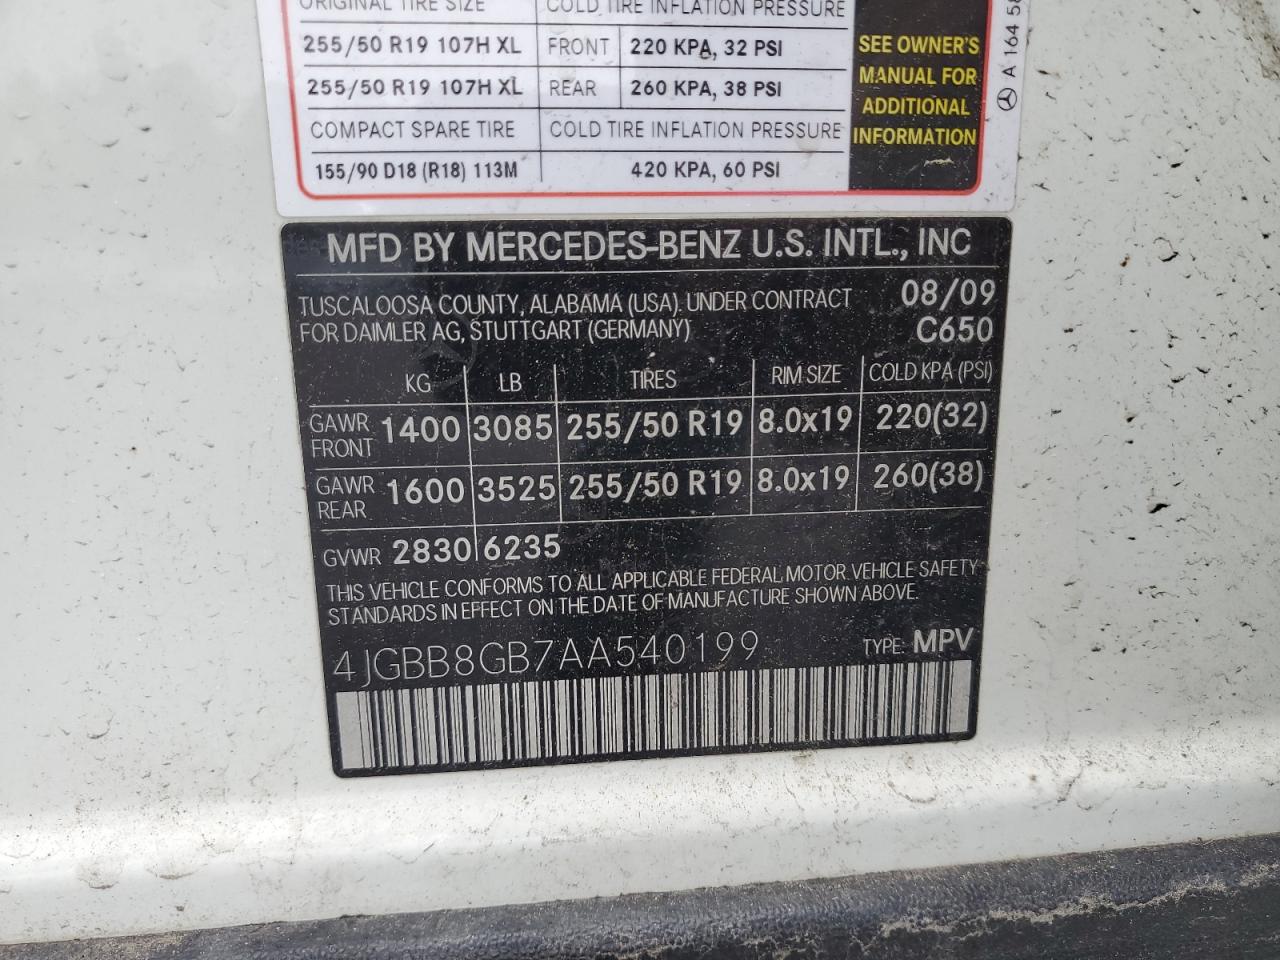 ORIGINAL TIRE SIZE COLD TIRE INFLATION PRESSURE
255/50 R19 107H XL FRONT 220 KPA, 32 PSI
255/50 R19 107H XL REAR 260 KPA, 38 PSI
COMPACT SPARE TIRE COLD TIRE INFLATION PRESSURE
155/90 D18 (R18) 113M 420 KPA, 60 PSI
SEE OWNER'S
MANUAL FOR
ADDITIONAL
INFORMATION
A 164 58
MFD BY MERCEDES-BENZ U.S. INTL., INC
TUSCALOOSA COUNTY, ALABAMA (USA) UNDER CONTRACT 08/09
FOR DAIMLER AG, STUTTGART (GERMANY) C650
KG LB TIRES RIM SIZE COLD KPA (PSI)
GAWR FRONT 1400 3085 255/50 R19 8.0x19 220(32)
GAWR REAR 1600 3525 255/50 R19 8.0x19 260(38)
GVWR 2830 6235
THIS VEHICLE CONFORMS TO ALL APPLICABLE FEDERAL MOTOR VEHICLE SAFETY
STANDARDS IN EFFECT ON THE DATE OF MANUFACTURE SHOWN ABOVE.
4JGBB8GB7AA540199 TYPE: MPV